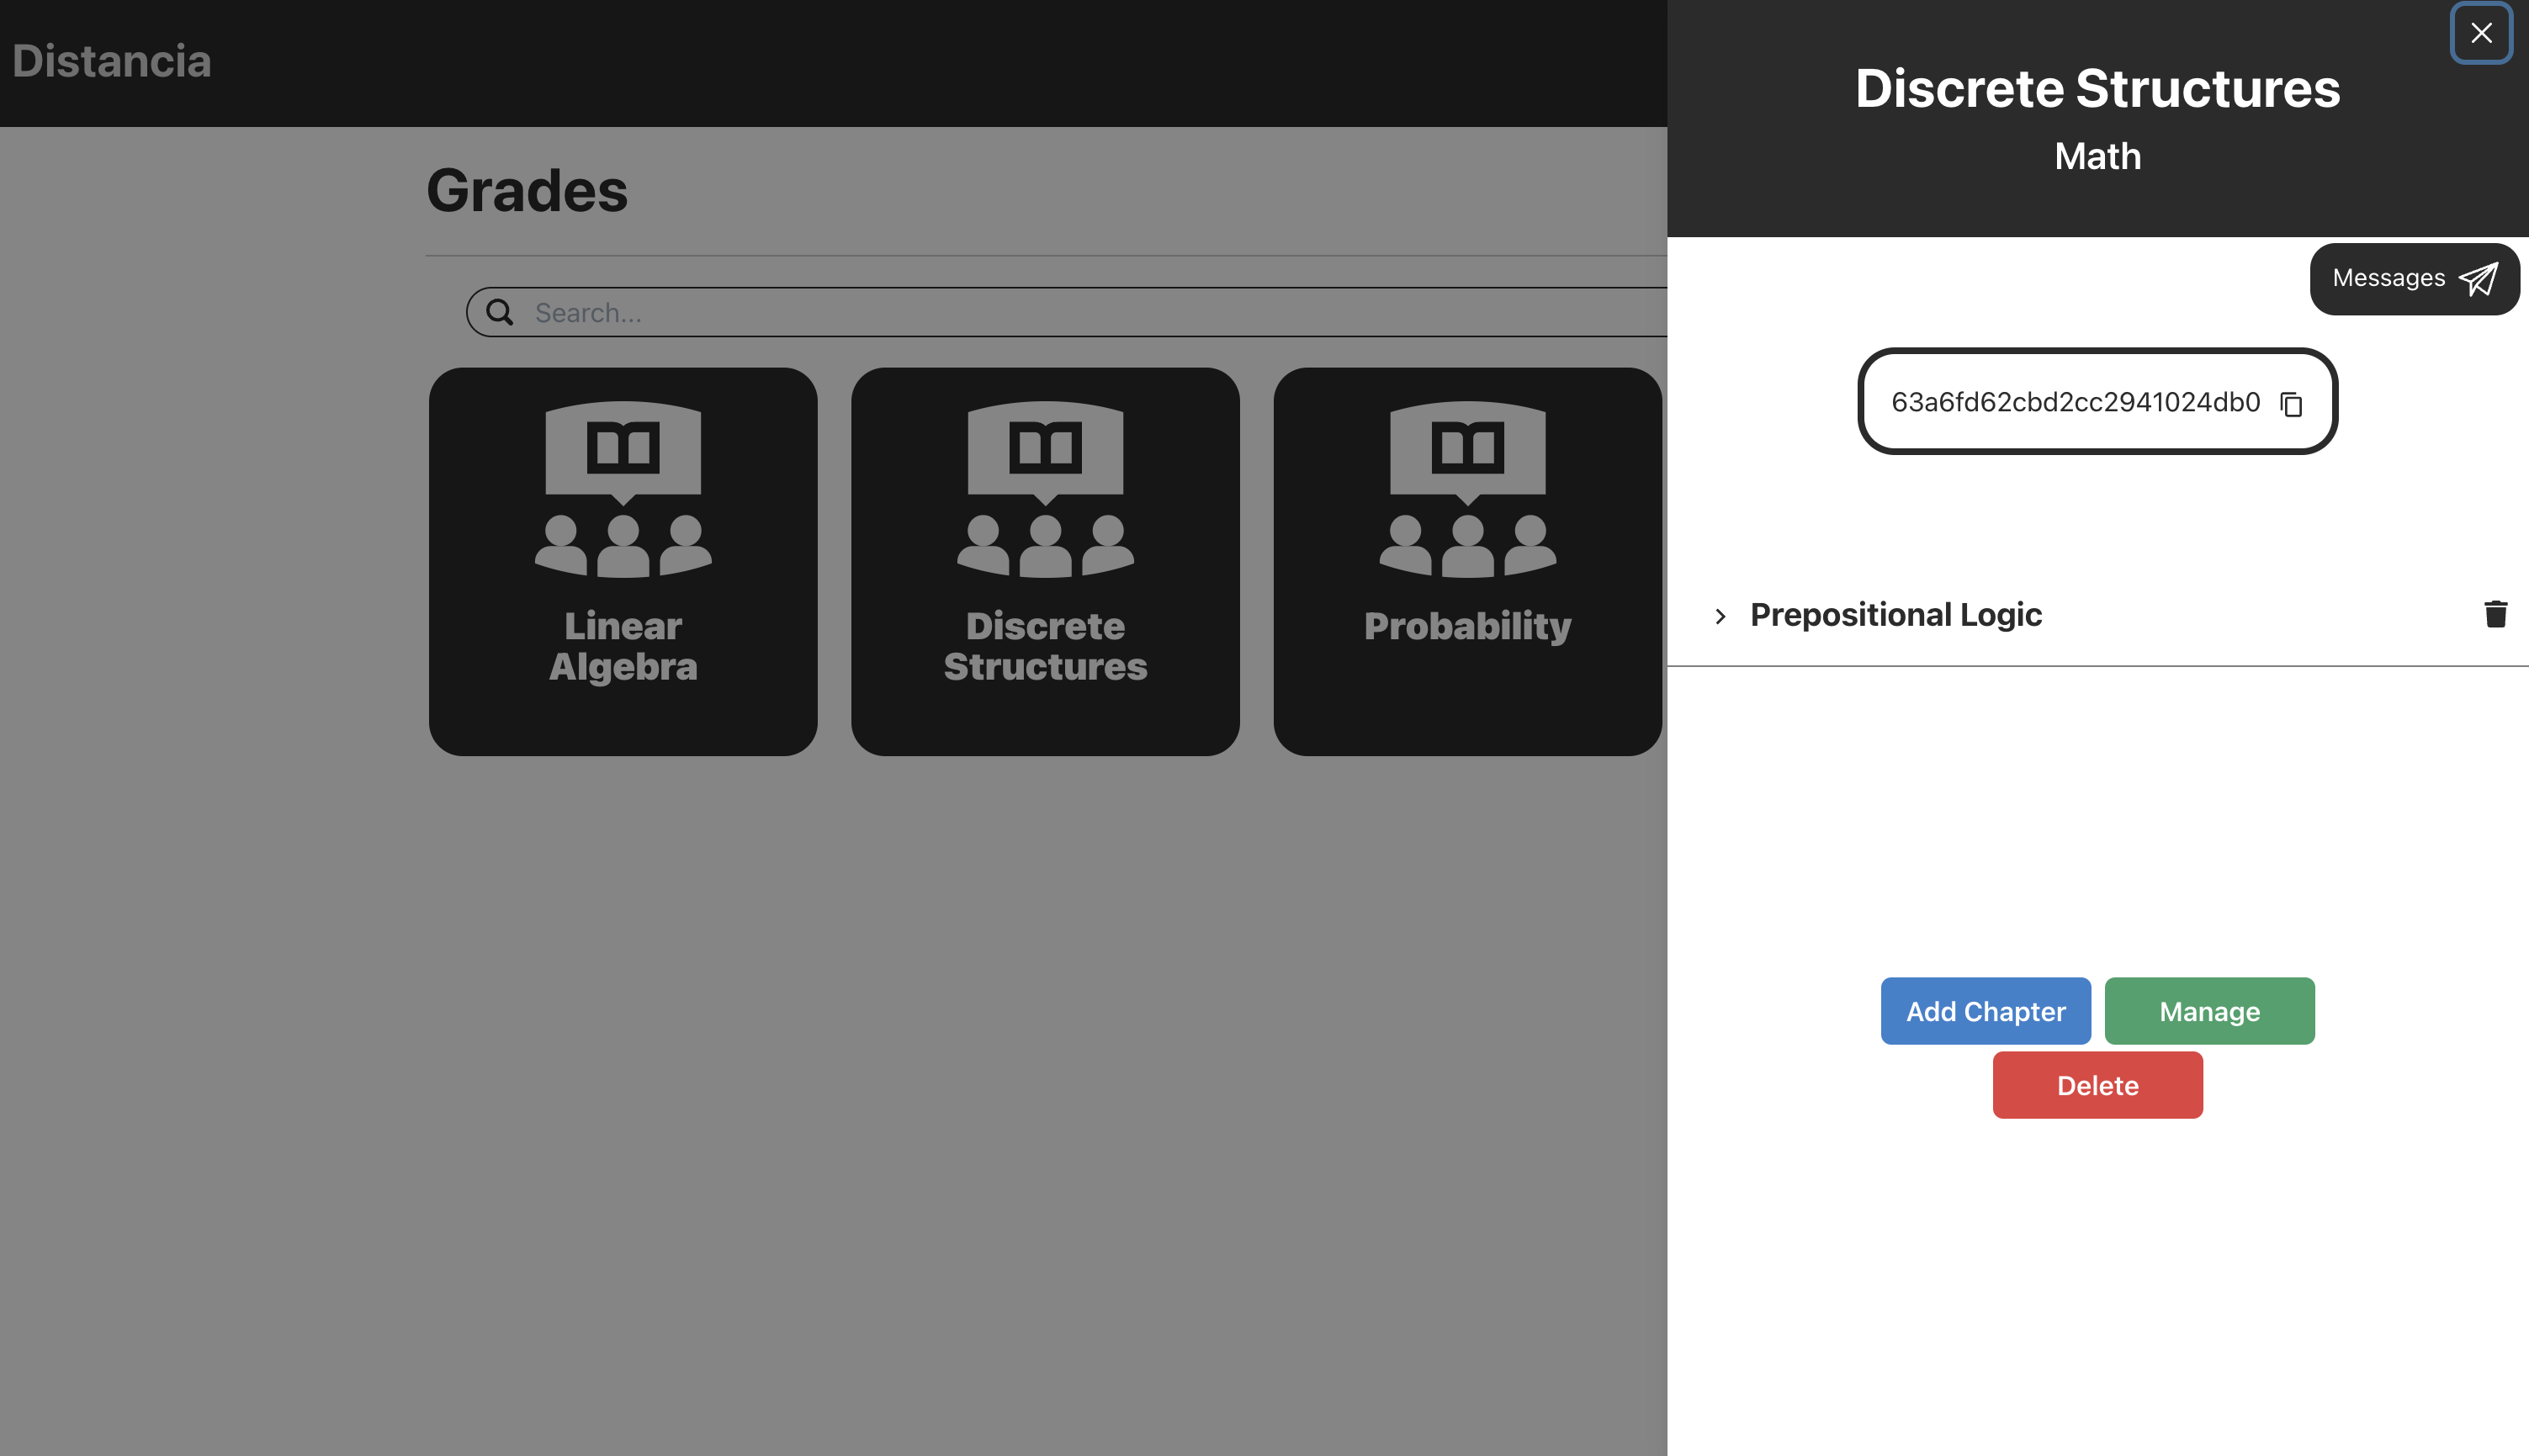 Distancia
Grades
Search...
Linear
Algebra
Discrete
Structures
Probability
Discrete Structures
Math
Messages
63a6fd62cbd2cc2941024db0
Prepositional Logic
Add Chapter
Manage
Delete